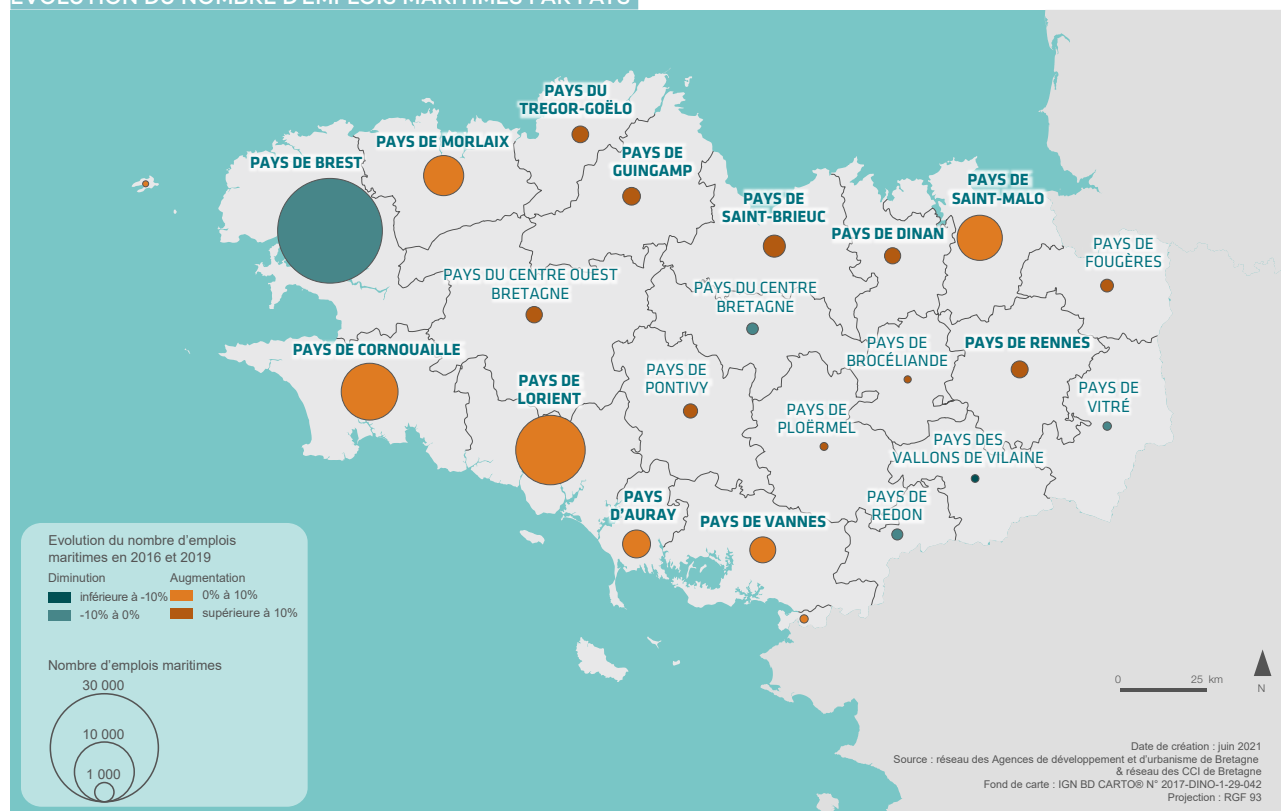 EVOLUTION DU NOMBRE D'EMPLOIS MARITIMES PAR PAYS
PAYS DU
TREGOR-GOËLO
PAYS DE MORLAIX
PAYS DE BREST
PAYS DE
GUINGAMP
PAYS DE
SAINT-BRIEUC
PAYS DE DINAN
PAYS DE
SAINT-MALO
PAYS DE
FOUGÈRES
PAYS DU CENTRE OUEST
BRETAGNE
PAYS DU CENTRE
BRETAGNE
PAYS DE CORNOUAILLE
PAYS DE
LORIENT
PAYS DE
PONTIVY
PAYS DE
BROCÉLIANDE
PAYS DE RENNES
PAYS DE
VITRÉ
PAYS DE
PLOËRMEL
PAYS DES
VALLONS DE VILAINE
PAYS DE
REDON
PAYS
D'AURAY
PAYS DE VANNES
Evolution du nombre d'emplois
maritimes en 2016 et 2019
Diminution Augmentation
inférieure à -10% 0% à 10%
-10% à 0% supérieure à 10%
Nombre d'emplois maritimes
30 000
10 000
1 000
0 25 km
N
Date de création : juin 2021
Source : réseau des Agences de développement et d'urbanisme de Bretagne
& réseau des CCI de Bretagne
Fond de carte : IGN BD CARTO® N° 2017-DINO-1-29-042
Projection : RGF 93